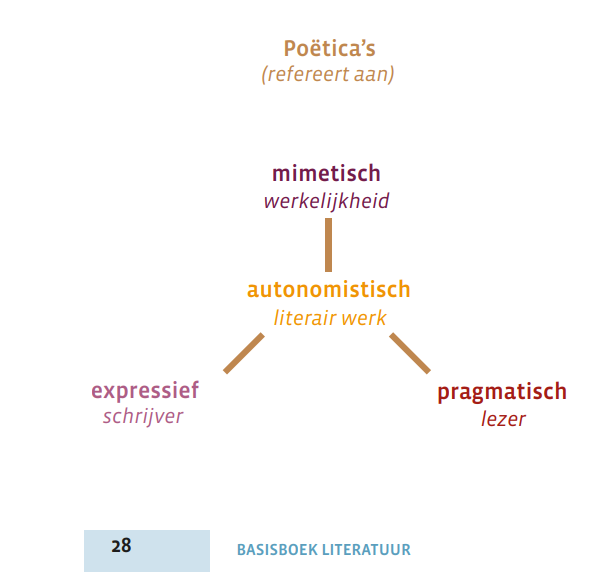 Poëtica's
(refereert aan)
mimetisch
werkelijkheid
autonomistisch
literair werk
expressief
schrijver
pragmatisch
lezer
28
BASISBOEK LITERATUUR